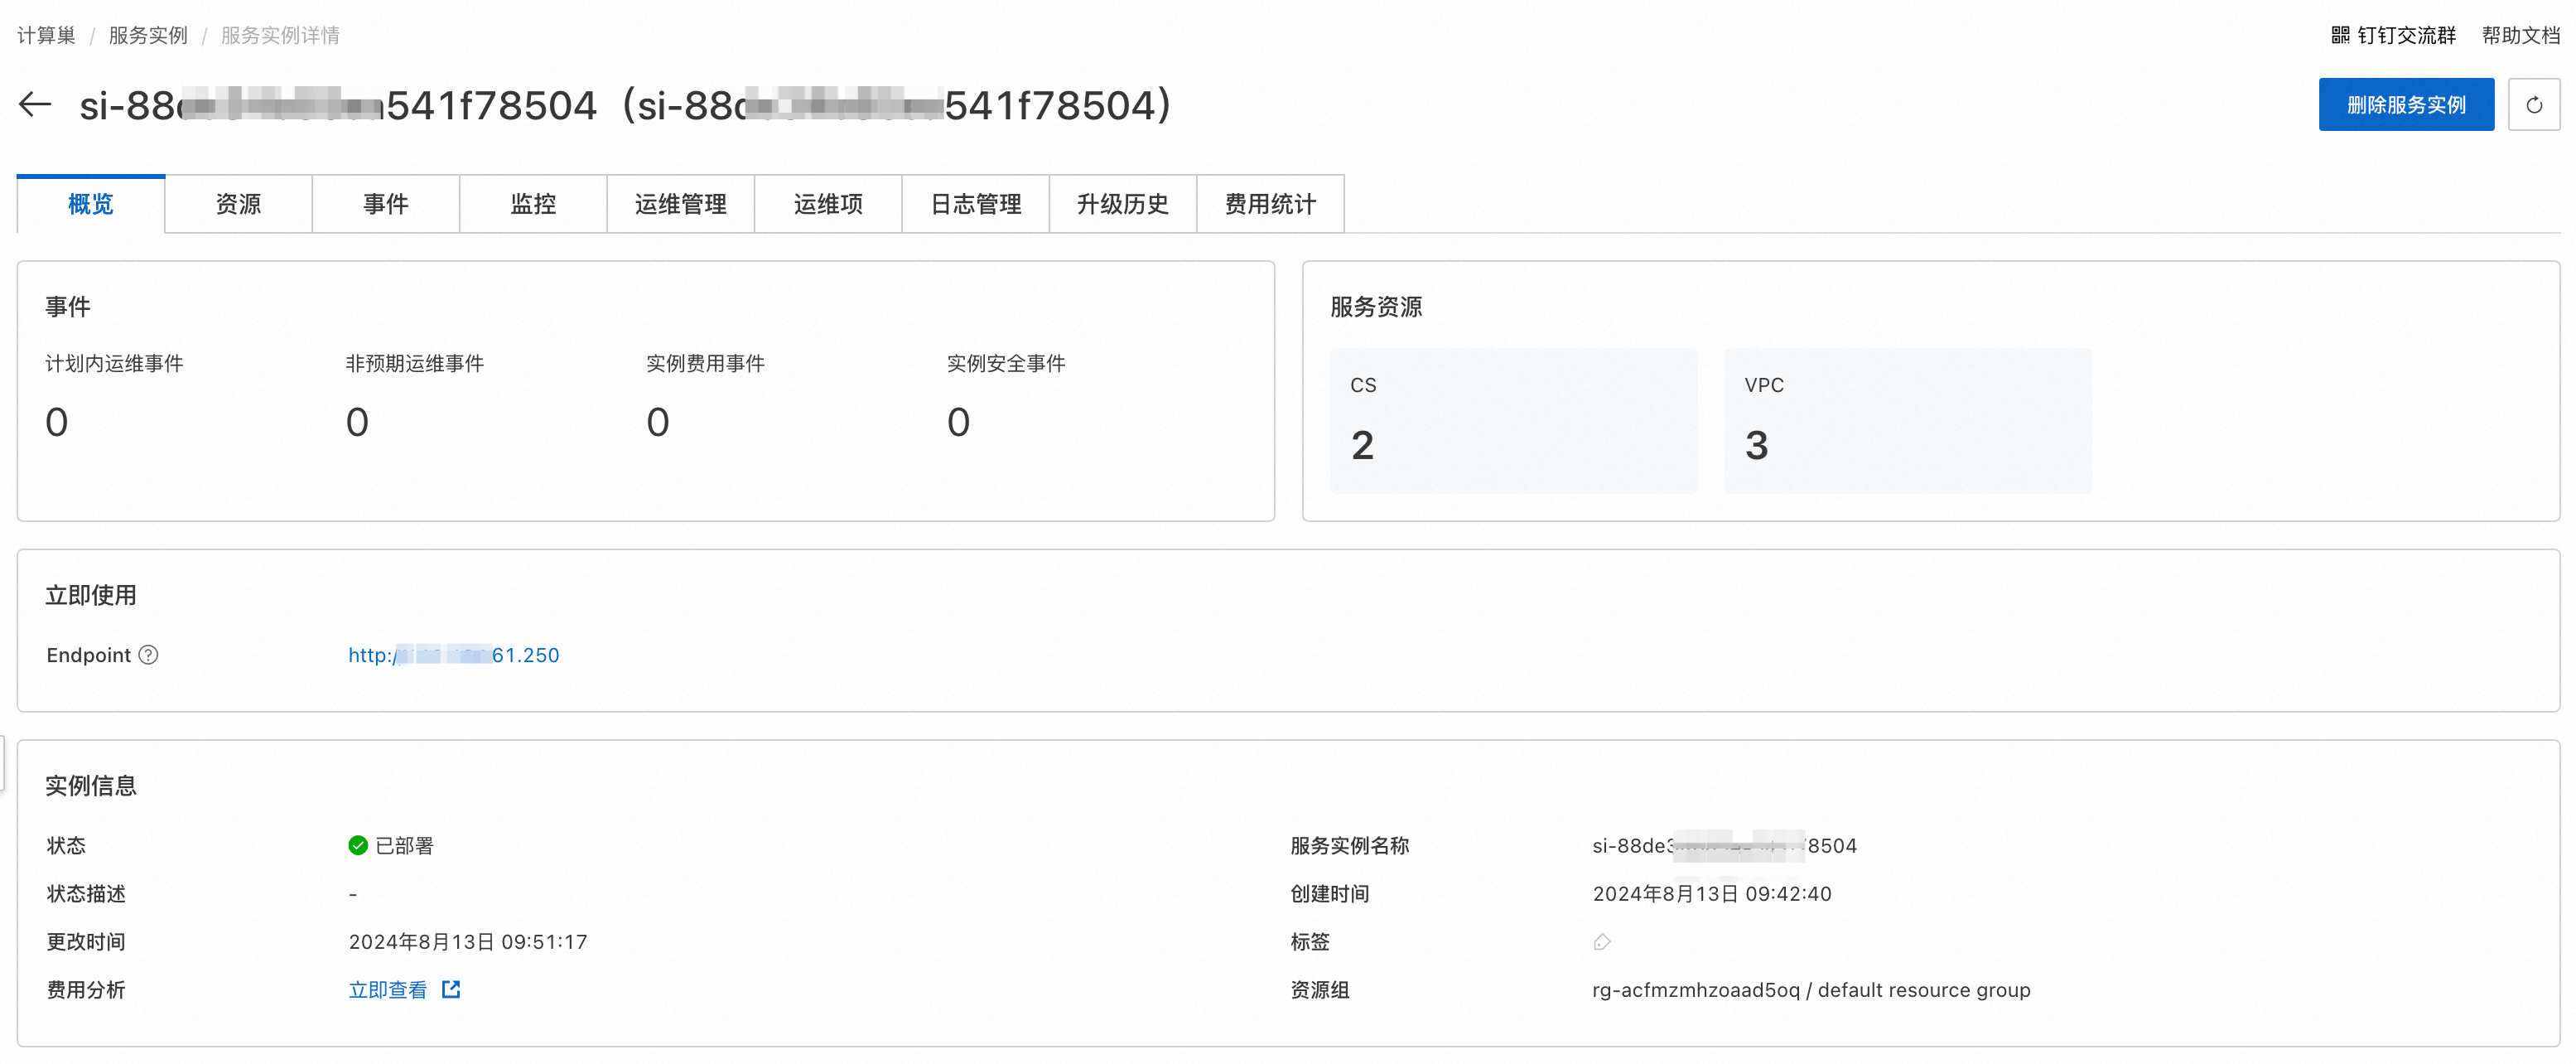 计算巢 / 服务实例 / 服务实例详情
钉钉交流群 帮助文档
si-88 541f78504 (si-88 541f78504)
删除服务实例
概览 资源 事件 监控 运维管理 运维项 日志管理 升级历史 费用统计
事件
计划内运维事件 非预期运维事件 实例费用事件 实例安全事件
0 0 0 0
服务资源
CS VPC
2 3
立即使用
Endpoint http:/ 61.250
实例信息
状态 已部署 服务实例名称 si-88de 8504
状态描述 - 创建时间 2024年8月13日 09:42:40
更改时间 2024年8月13日 09:51:17 标签
费用分析 立即查看 资源组 rg-acfmzmhzoaad5oq / default resource group